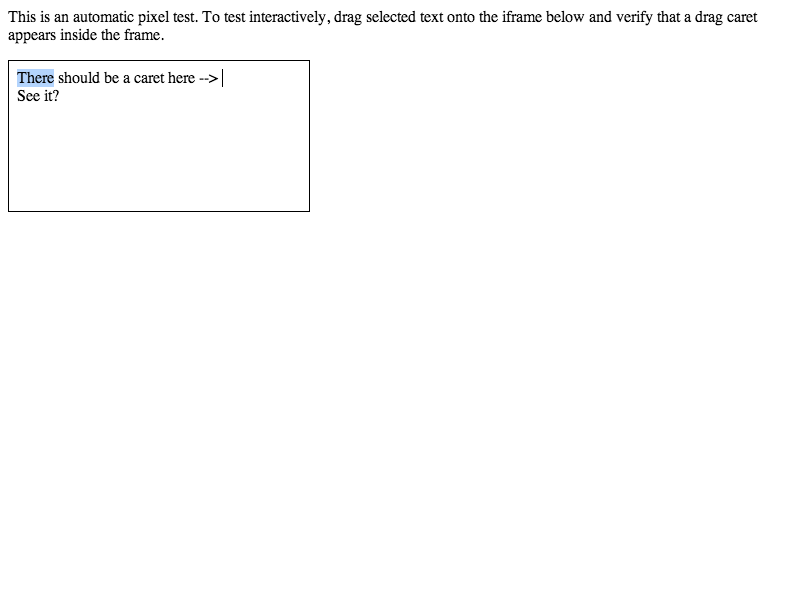 This is an automatic pixel test. To test interactively, drag selected text onto the iframe below and verify that a drag caret
appears inside the frame.
There should be a caret here -->
See it?